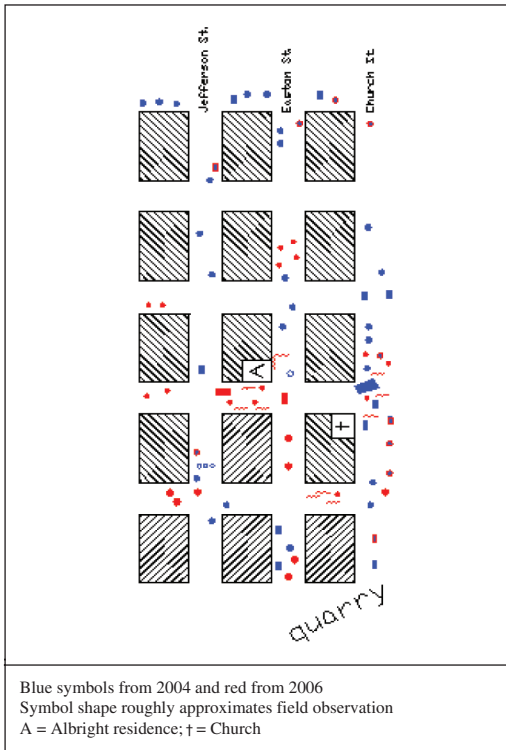 Jefferson St.
Easton St.
Church St.
A
†
quarry
Blue symbols from 2004 and red from 2006
Symbol shape roughly approximates field observation
A = Albright residence; † = Church